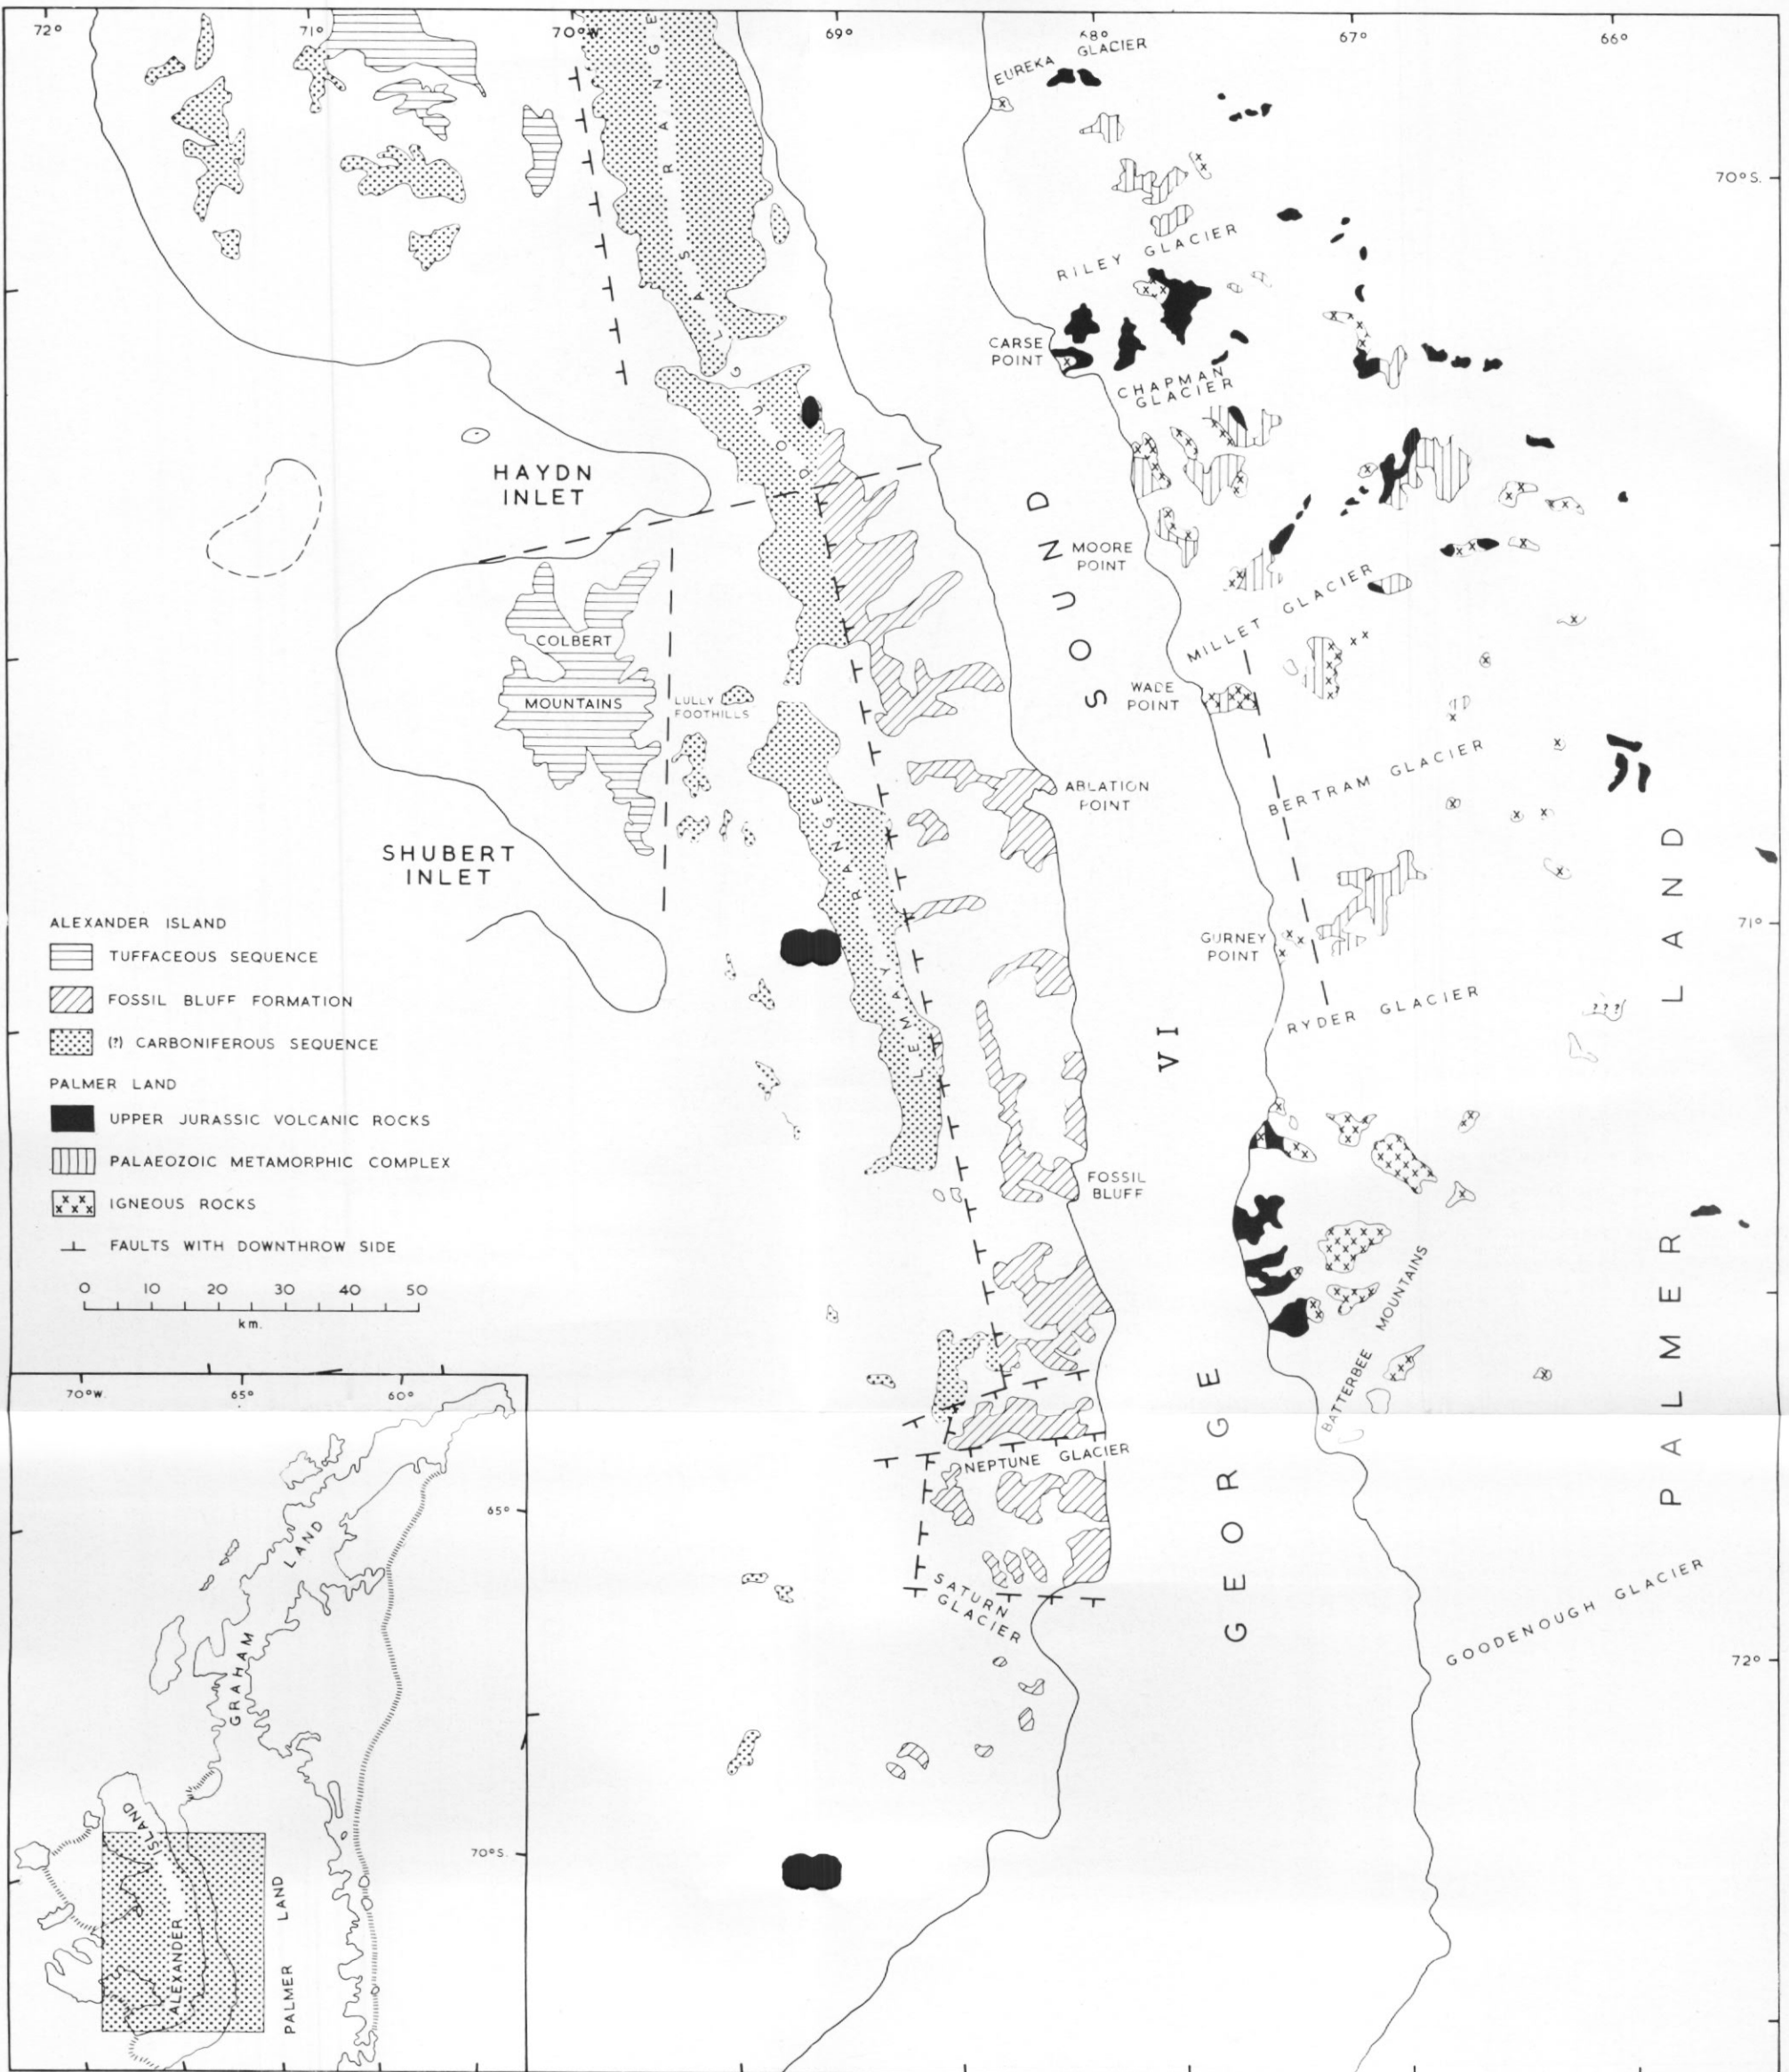 72°
71°
70°W.
69°
68°
67°
66°
EUREKA GLACIER
DOUGLAS RANGE
70°S.
RILEY GLACIER
CARSE
POINT
CHAPMAN
GLACIER
HAYDN
INLET
MOORE
POINT
MILLET GLACIER
COLBERT
MOUNTAINS
LULLY
FOOTHILLS
WADE
POINT
BERTRAM GLACIER
ABLATION
POINT
SHUBERT
INLET
LEMAY RANGE
GURNEY
POINT
71°
RYDER GLACIER
GEORGE VI SOUND
PALMER LAND
FOSSIL
BLUFF
BATTERBEE MOUNTAINS
NEPTUNE GLACIER
SATURN
GLACIER
GOODENOUGH GLACIER
72°
ALEXANDER ISLAND
TUFFACEOUS SEQUENCE
FOSSIL BLUFF FORMATION
(?) CARBONIFEROUS SEQUENCE
PALMER LAND
UPPER JURASSIC VOLCANIC ROCKS
PALAEOZOIC METAMORPHIC COMPLEX
IGNEOUS ROCKS
FAULTS WITH DOWNTHROW SIDE
0 10 20 30 40 50
km.
???
70°W.
65°
60°
65°
GRAHAM LAND
70°S.
ALEXANDER ISLAND
PALMER LAND